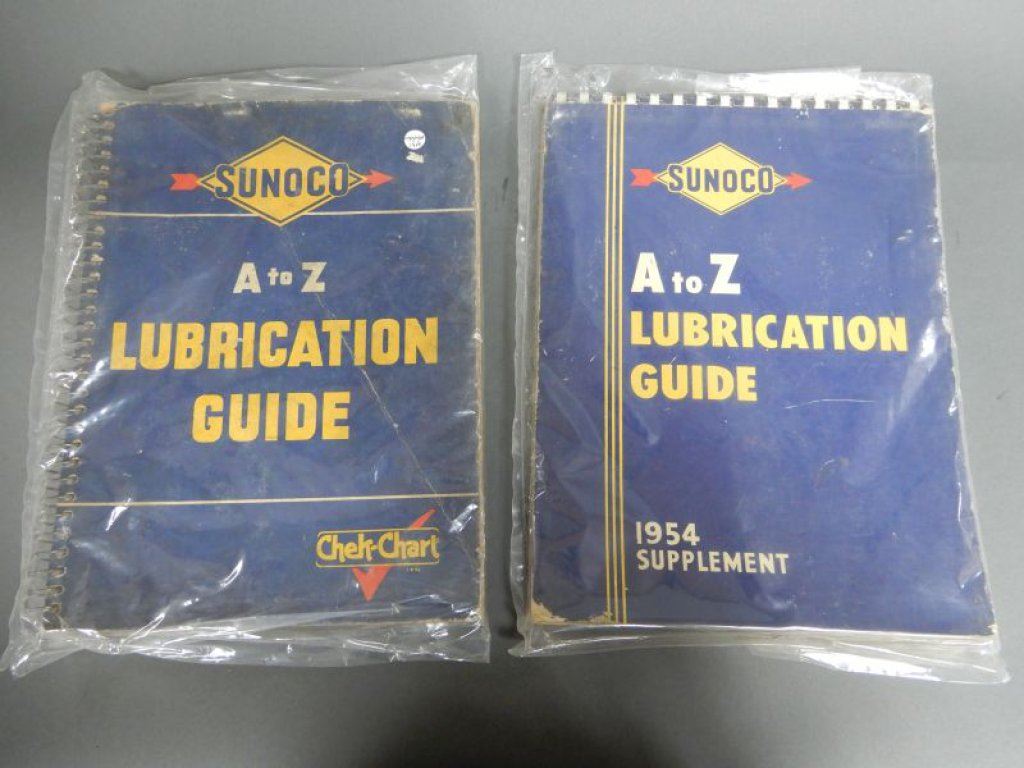 SUNOCO
A to Z
LUBRICATION
GUIDE
Chek-Chart
SUNOCO
A to Z
LUBRICATION
GUIDE
1954
SUPPLEMENT